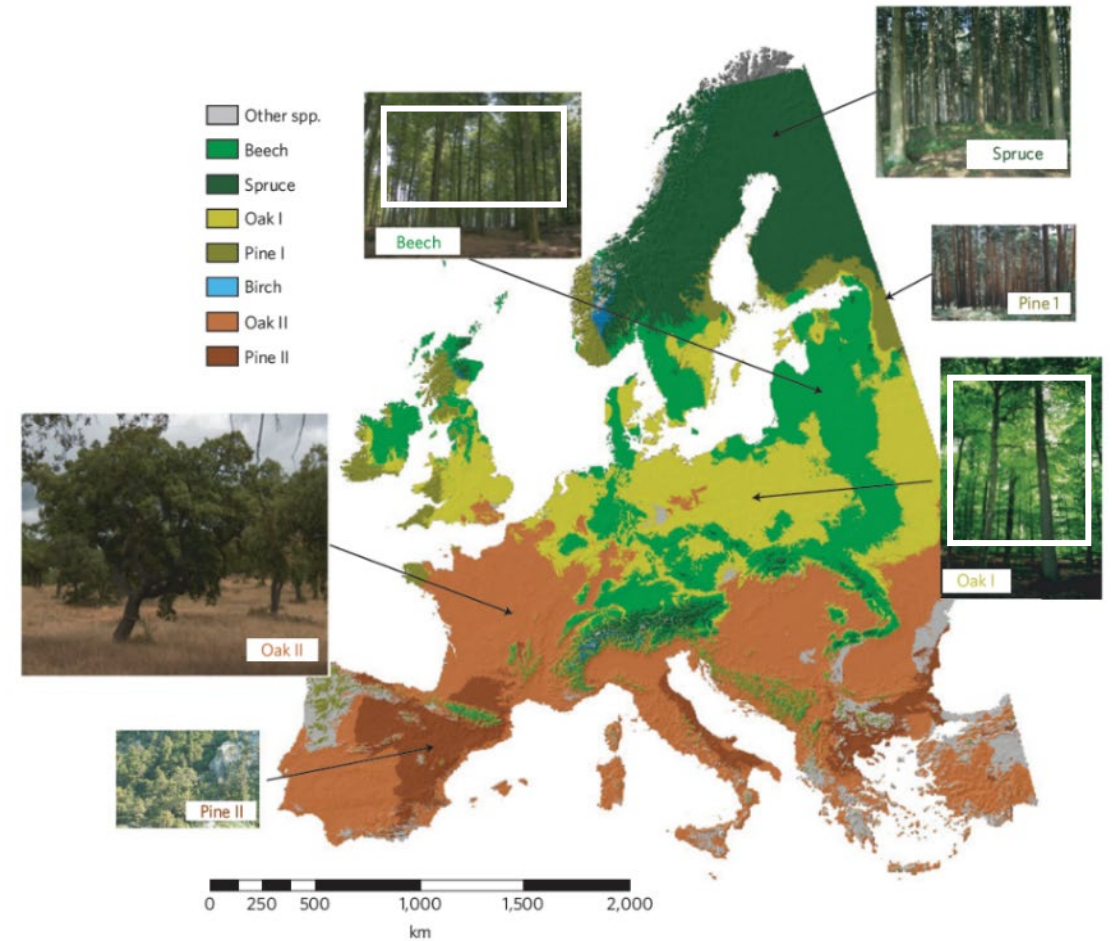 Other spp.
Beech
Spruce
Oak I
Pine I
Birch
Oak II
Pine II
Beech
Spruce
Pine 1
Oak I
Oak II
Pine II
0 250 500 1,000 1,500 2,000
km